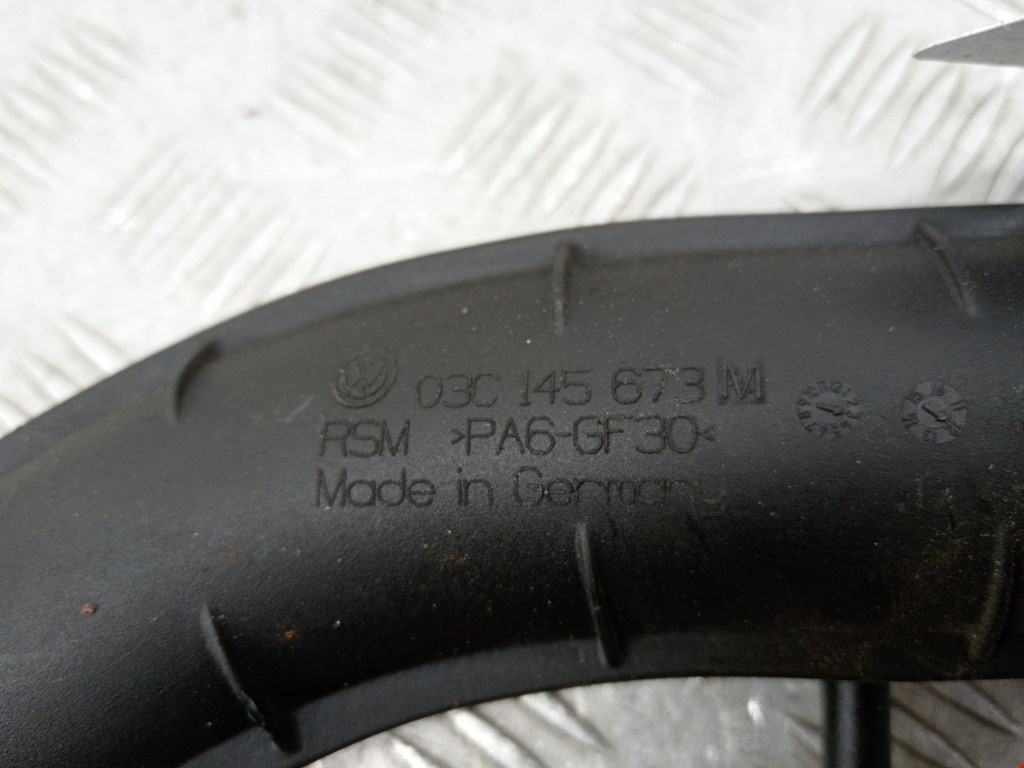 03C 145 673 M
RSM >PA6-GF30<
Made in Germany